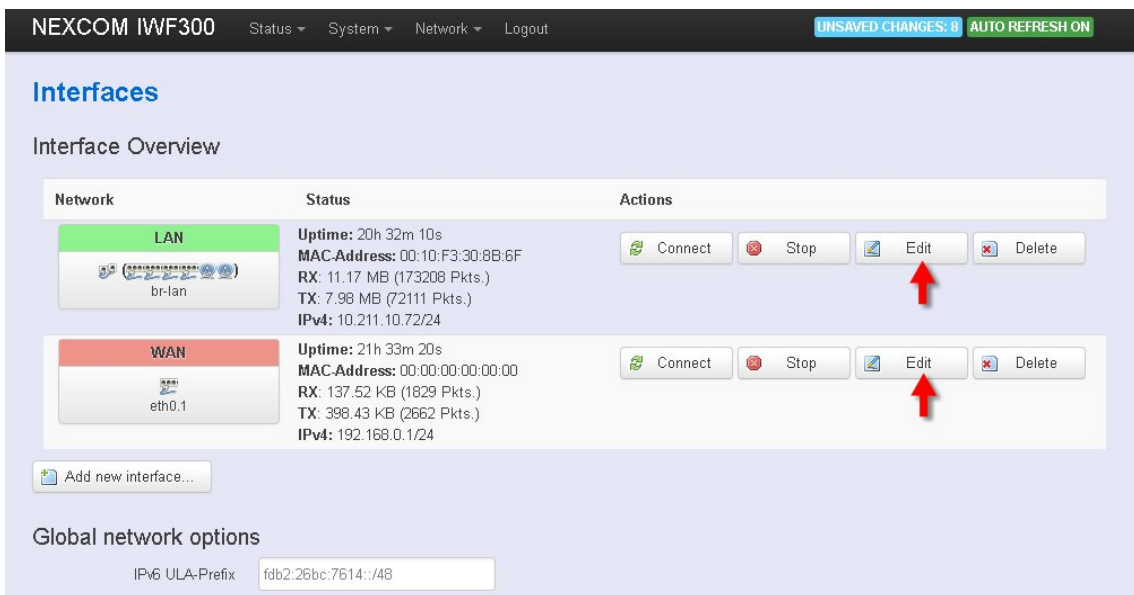 NEXCOM IWF300 Status System Network Logout UNSAVED CHANGES: 8 AUTO REFRESH ON
Interfaces
Interface Overview
Network Status Actions
LAN
br-lan
Uptime: 20h 32m 10s
MAC-Address: 00:10:F3:30:8B:6F
RX: 11.17 MB (173208 Pkts.)
TX: 7.98 MB (72111 Pkts.)
IPv4: 10.211.10.72/24
Connect Stop Edit Delete
WAN
eth0.1
Uptime: 21h 33m 20s
MAC-Address: 00:00:00:00:00:00
RX: 137.52 KB (1829 Pkts.)
TX: 398.43 KB (2662 Pkts.)
IPv4: 192.168.0.1/24
Connect Stop Edit Delete
Add new interface...
Global network options
IPv6 ULA-Prefix fdb2:26bc:7614::/48